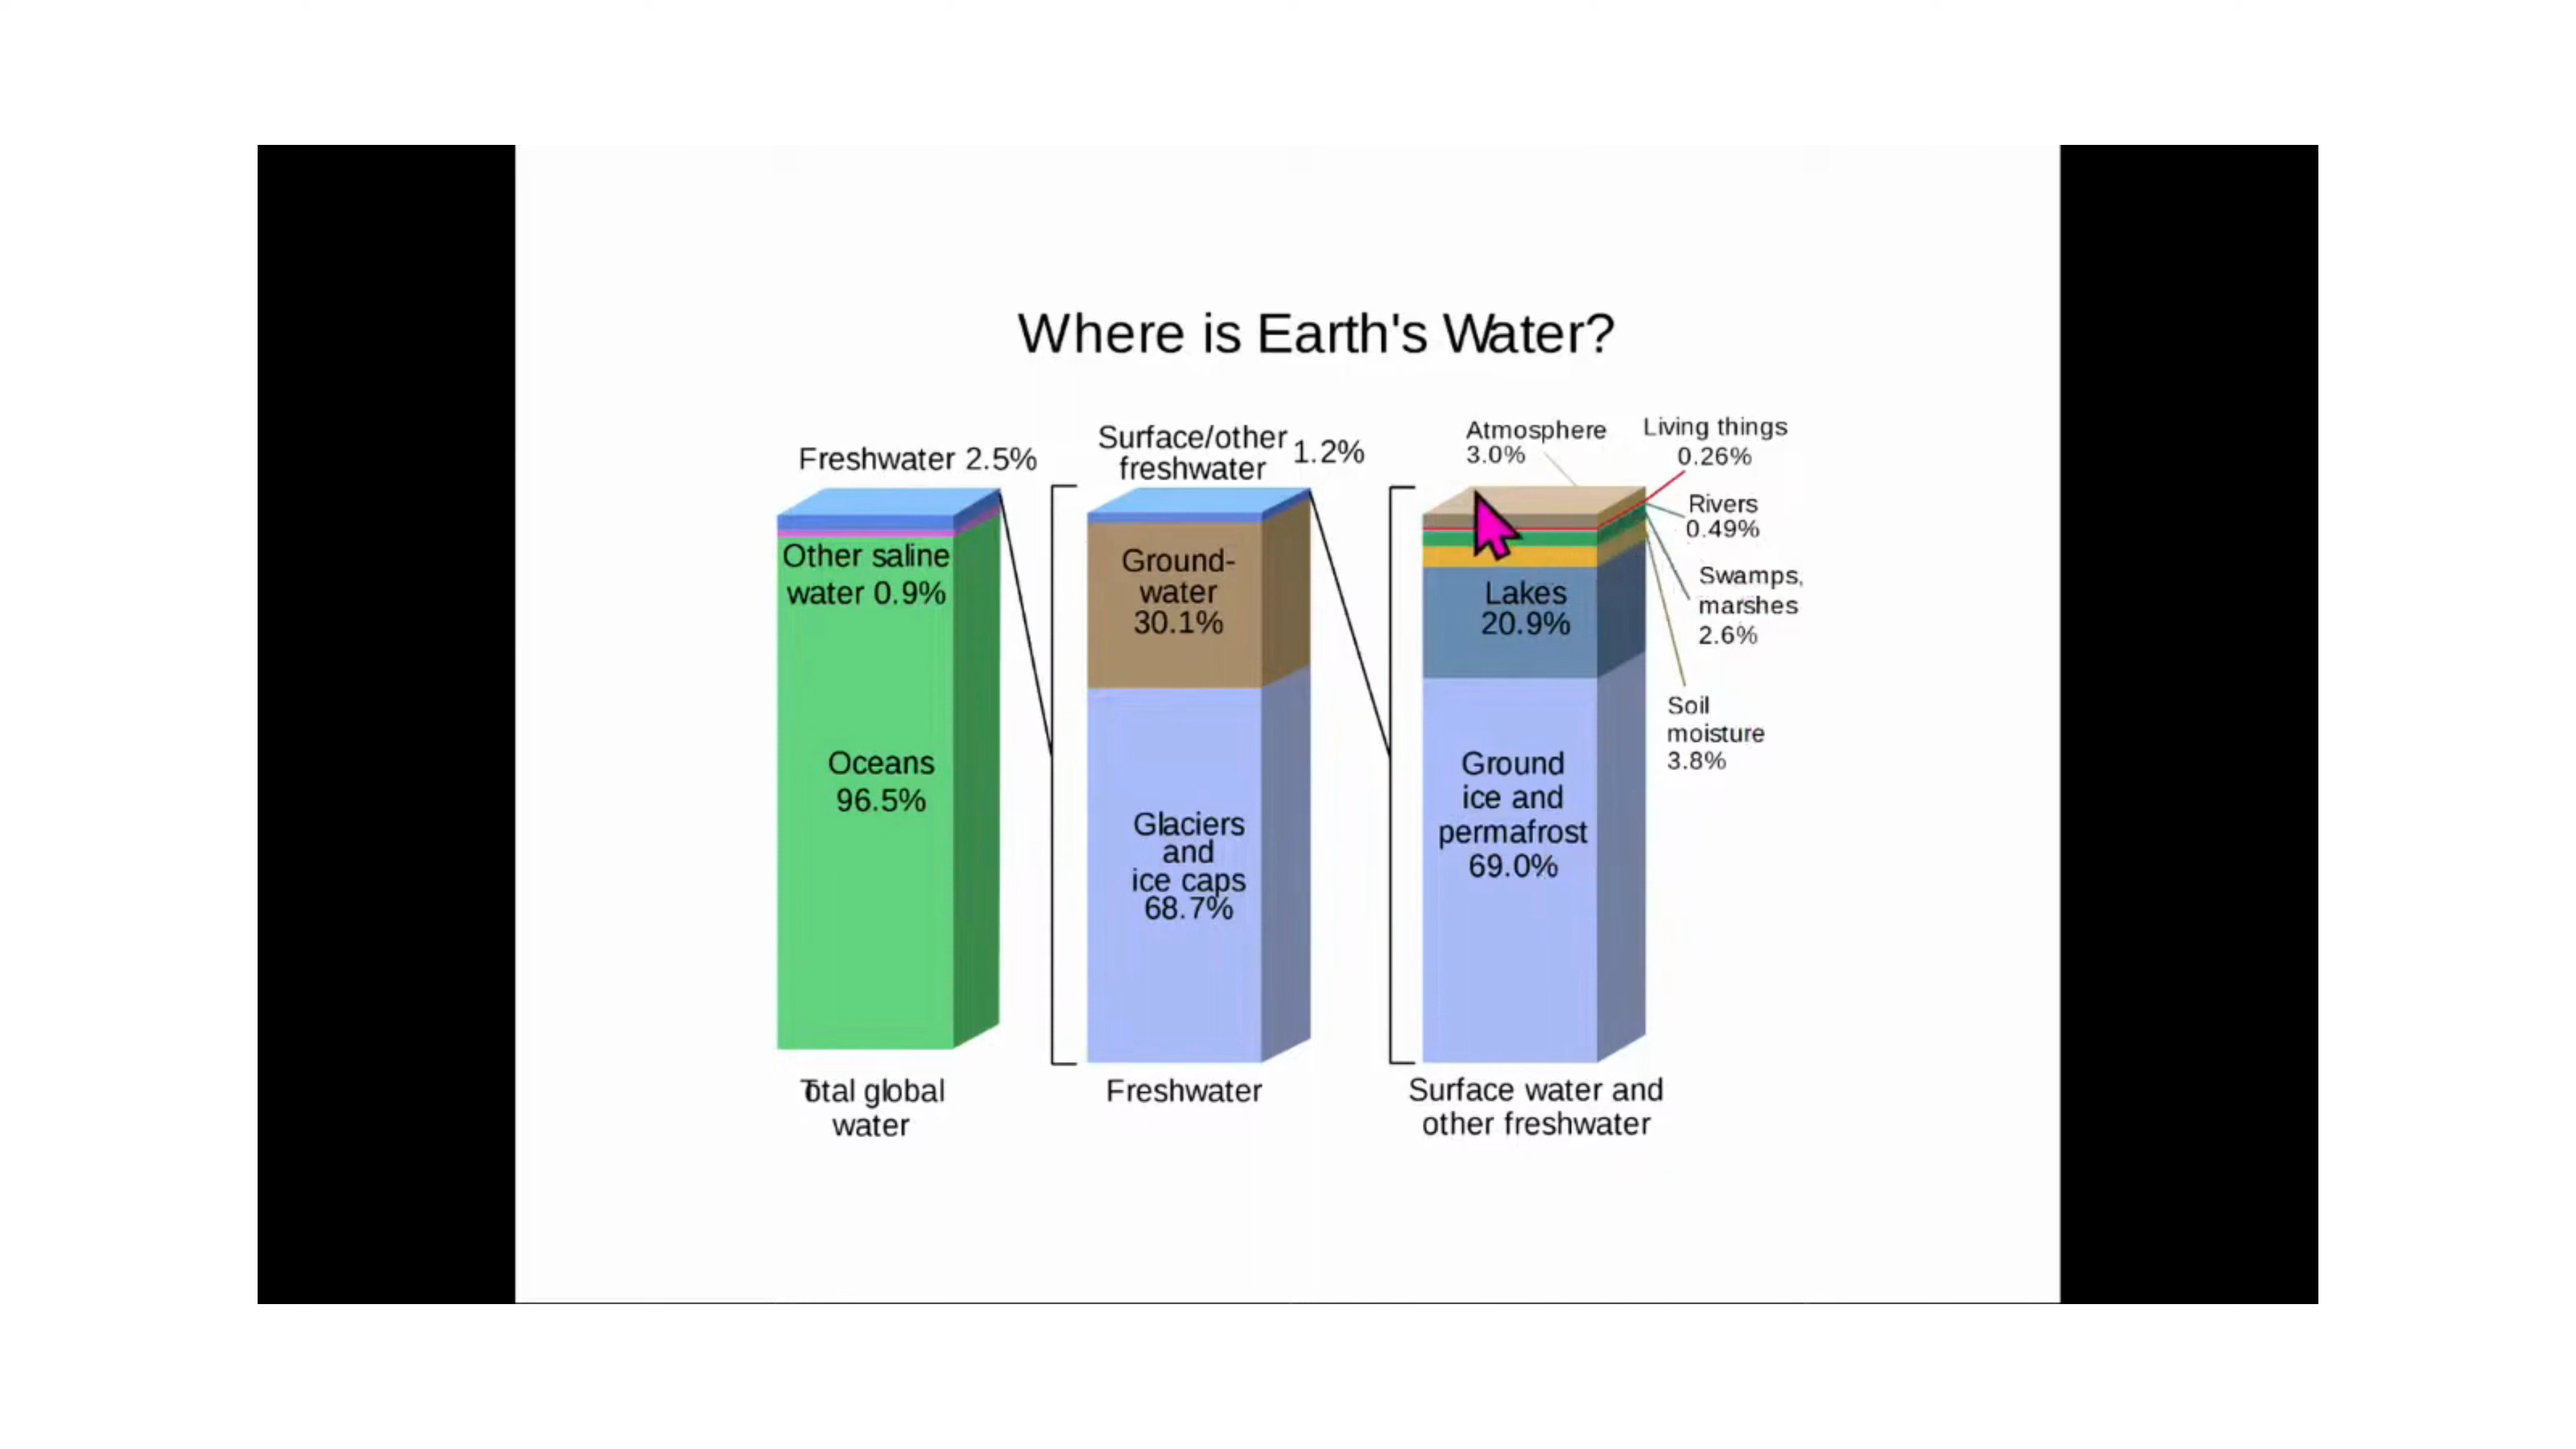 Where is Earth's Water?
Freshwater 2.5%
Other saline
water 0.9%
Oceans
96.5%
Total global
water
Surface/other
freshwater 1.2%
Ground-
water
30.1%
Glaciers
and
ice caps
68.7%
Freshwater
Atmosphere
3.0%
Living things
0.26%
Rivers
0.49%
Swamps,
marshes
2.6%
Soil
moisture
3.8%
Lakes
20.9%
Ground
ice and
permafrost
69.0%
Surface water and
other freshwater